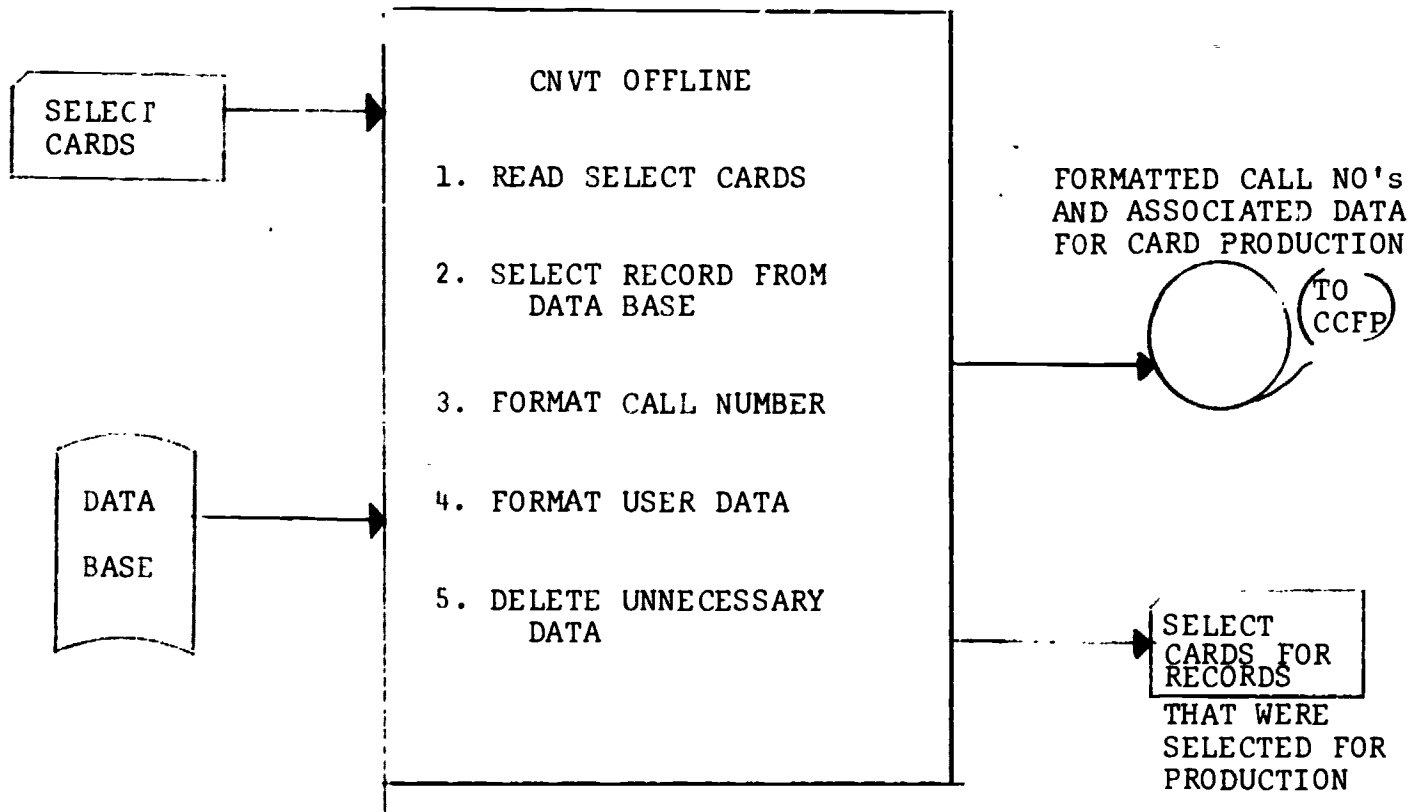 SELECT
CARDS
DATA
BASE
CNVT OFFLINE
1. READ SELECT CARDS
2. SELECT RECORD FROM
DATA BASE
3. FORMAT CALL NUMBER
4. FORMAT USER DATA
5. DELETE UNNECESSARY
DATA
FORMATTED CALL NO's
AND ASSOCIATED DATA
FOR CARD PRODUCTION
(TO
CCFP)
SELECT
CARDS FOR
RECORDS
THAT WERE
SELECTED FOR
PRODUCTION